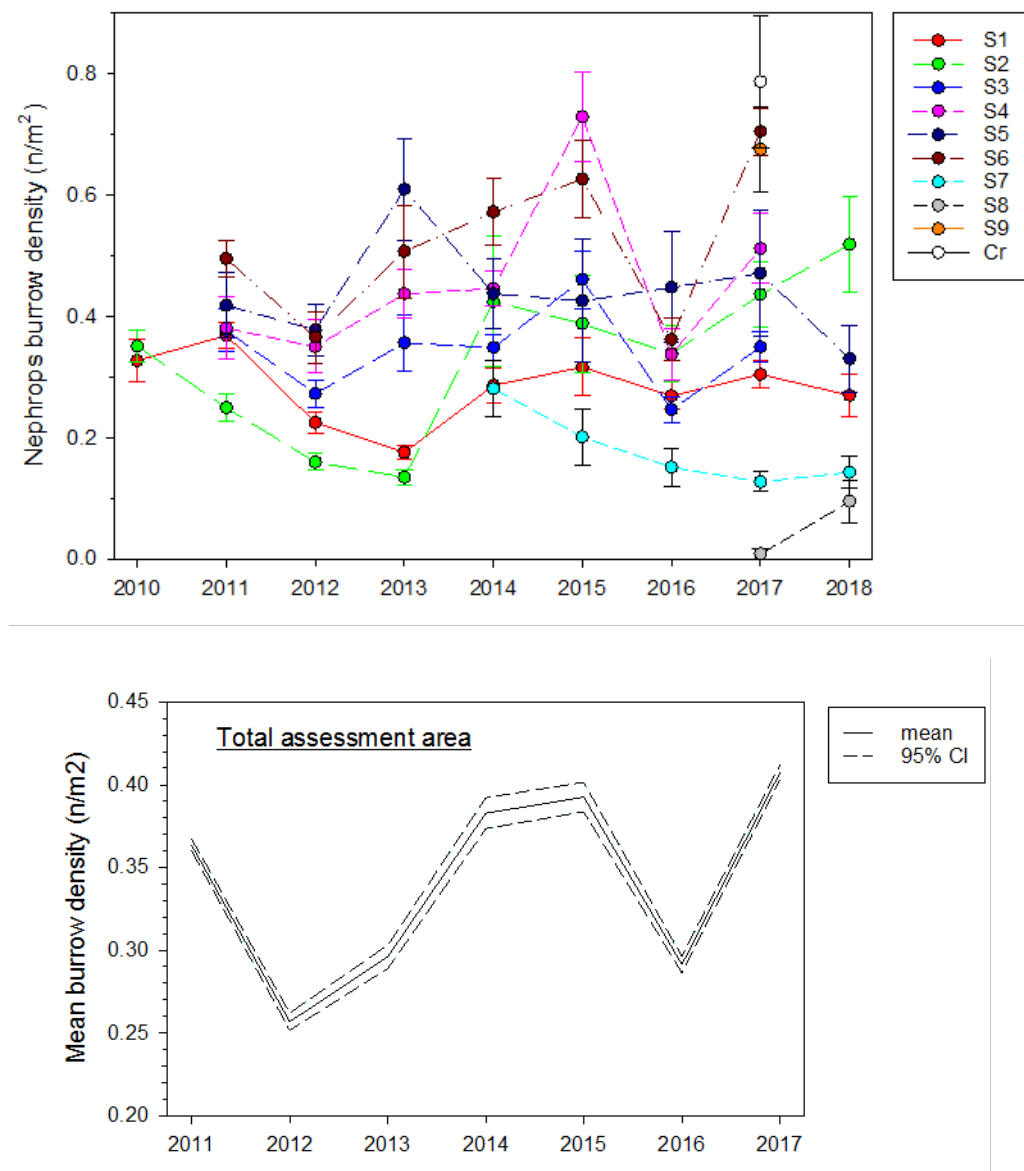 Nephrops burrow density (n/m²)
0.8
0.6
0.4
0.2
0.0
2010 2011 2012 2013 2014 2015 2016 2017 2018
S1
S2
S3
S4
S5
S6
S7
S8
S9
Cr
Mean burrow density (n/m2)
0.45
0.40
0.35
0.30
0.25
0.20
Total assessment area
2011 2012 2013 2014 2015 2016 2017
mean
95% CI